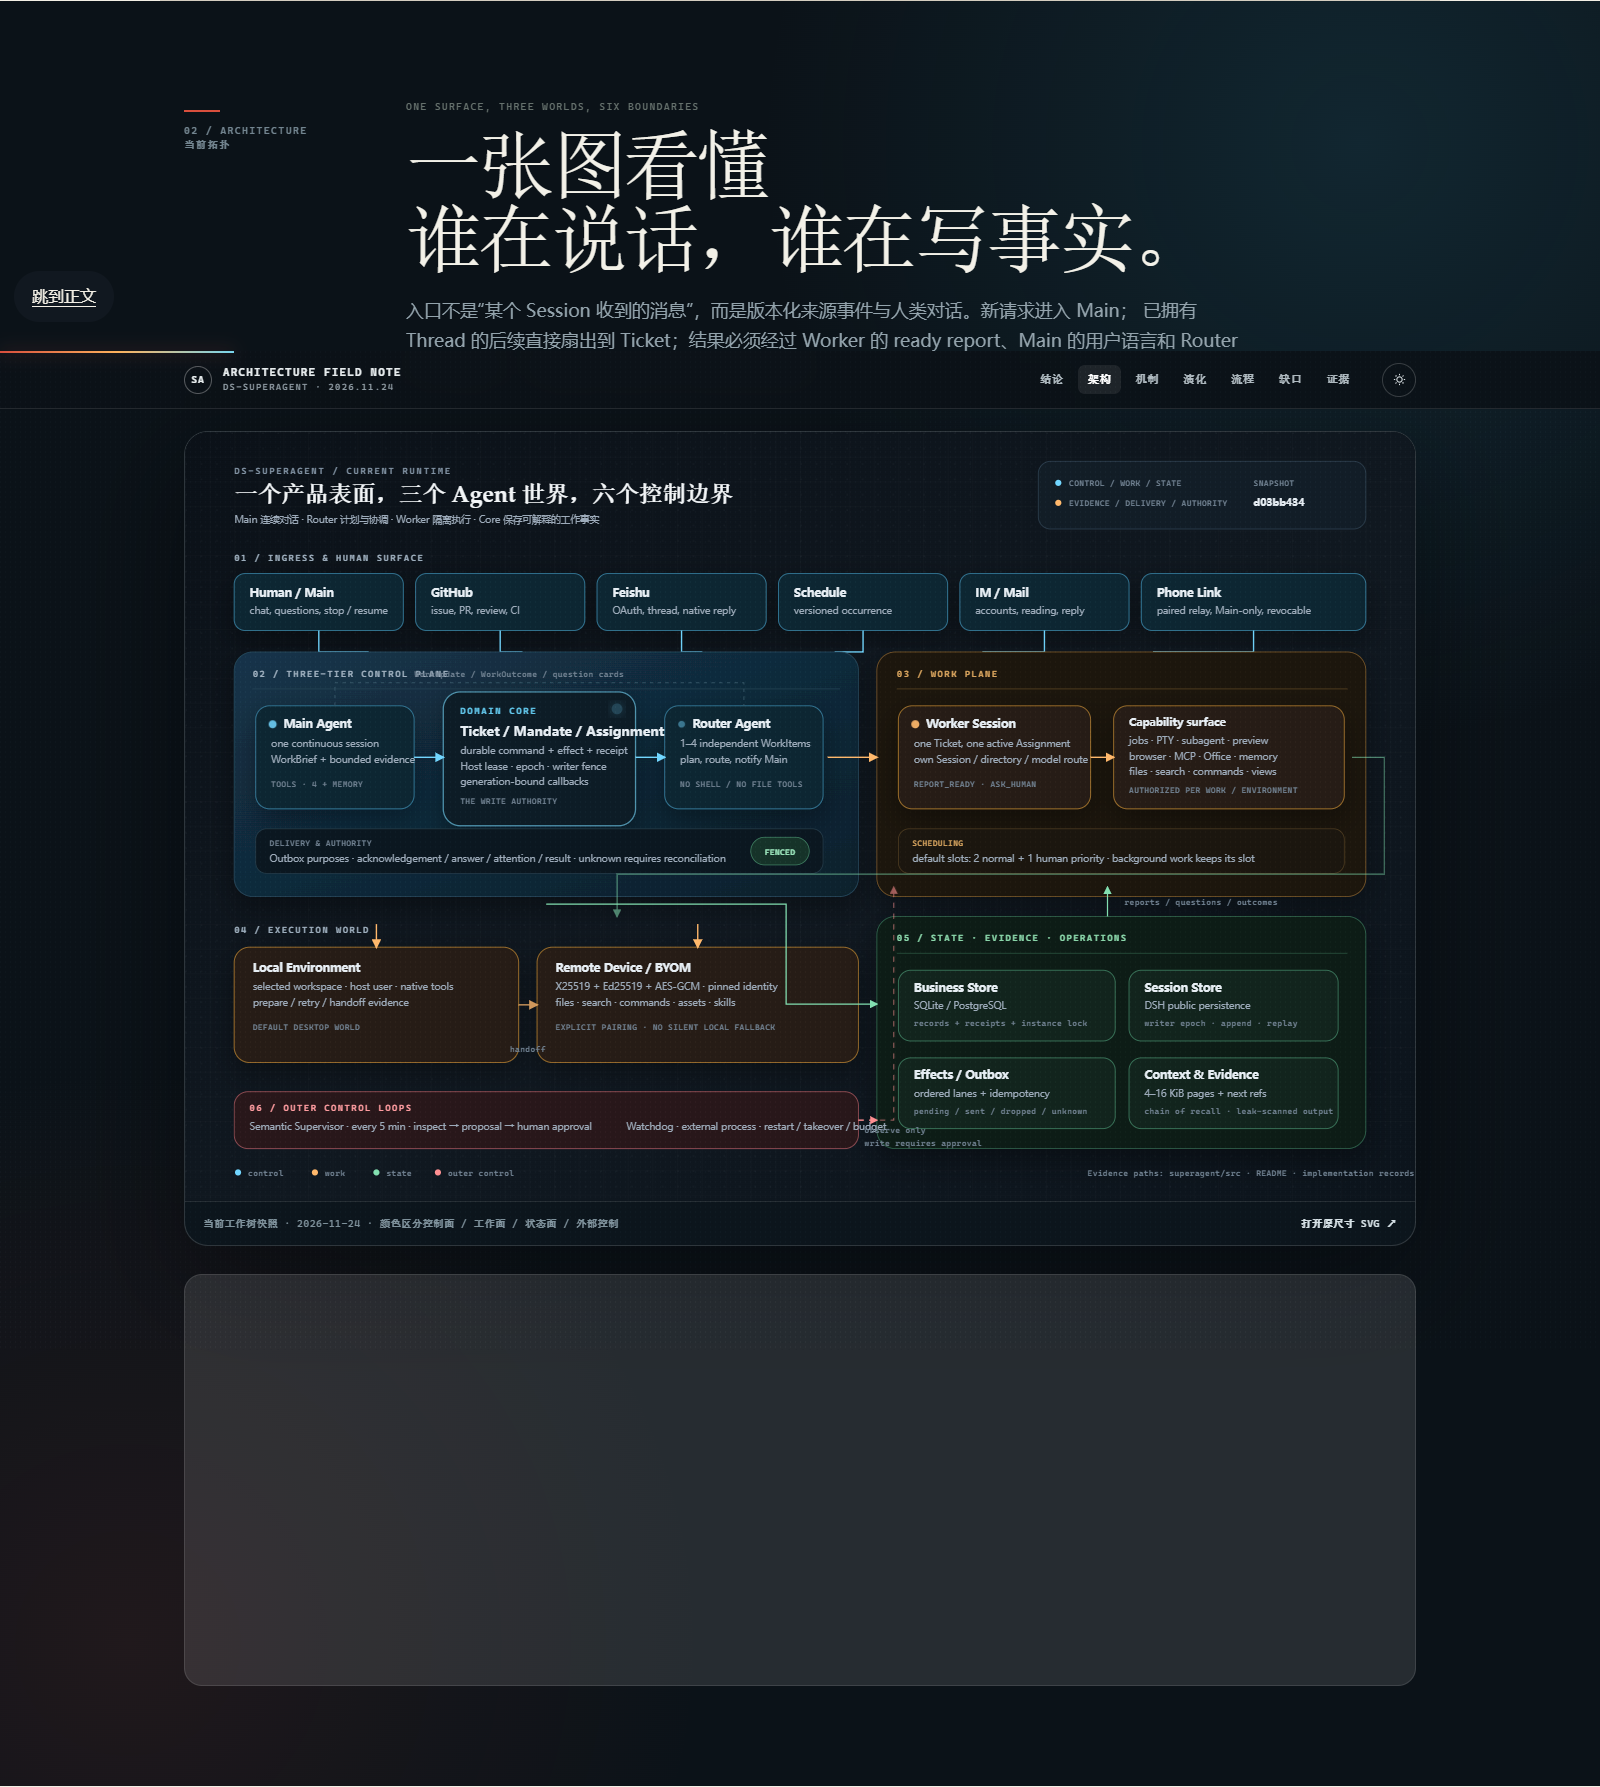 ONE SURFACE, THREE WORLDS, SIX BOUNDARIES
02 / ARCHITECTURE
当前拓扑
一张图看懂
谁在说话，谁在写事实。
跳到正文
入口不是“某个 Session 收到的消息”，而是版本化来源事件与人类对话。新请求进入 Main； 已拥有
Thread 的后续直接扇出到 Ticket；结果必须经过 Worker 的 ready report、Main 的用户语言和 Router
SA
ARCHITECTURE FIELD NOTE
DS-SUPERAGENT · 2026.11.24
结论 架构 机制 演化 流程 缺口 证据
DS-SUPERAGENT / CURRENT RUNTIME
一个产品表面，三个 Agent 世界，六个控制边界
Main 连续对话 · Router 计划与协调 · Worker 隔离执行 · Core 保存可解释的工作事实
CONTROL / WORK / STATE
SNAPSHOT
EVIDENCE / DELIVERY / AUTHORITY
d03bb434
01 / INGRESS & HUMAN SURFACE
Human / Main
chat, questions, stop / resume
GitHub
issue, PR, review, CI
Feishu
OAuth, thread, native reply
Schedule
versioned occurrence
IM / Mail
accounts, reading, reply
Phone Link
paired relay, Main-only, revocable
02 / THREE-TIER CONTROL PLANE
/ WorkOutcome / question cards
Main Agent
one continuous session
WorkBrief + bounded evidence
TOOLS · 4 + MEMORY
DOMAIN CORE
Ticket / Mandate / Assignment
durable command + effect + receipt
Host lease · epoch · writer fence
generation-bound callbacks
THE WRITE AUTHORITY
Router Agent
1–4 independent WorkItems
plan, route, notify Main
NO SHELL / NO FILE TOOLS
DELIVERY & AUTHORITY
Outbox purposes · acknowledgement / answer / attention / result · unknown requires reconciliation
FENCED
03 / WORK PLANE
Worker Session
one Ticket, one active Assignment
own Session / directory / model route
REPORT_READY · ASK_HUMAN
Capability surface
jobs · PTY · subagent · preview
browser · MCP · Office · memory
files · search · commands · views
AUTHORIZED PER WORK / ENVIRONMENT
SCHEDULING
default slots: 2 normal + 1 human priority · background work keeps its slot
reports / questions / outcomes
04 / EXECUTION WORLD
Local Environment
selected workspace · host user · native tools
prepare / retry / handoff evidence
DEFAULT DESKTOP WORLD
handoff
Remote Device / BYOM
X25519 + Ed25519 + AES-GCM · pinned identity
files · search · commands · assets · skills
EXPLICIT PAIRING · NO SILENT LOCAL FALLBACK
05 / STATE · EVIDENCE · OPERATIONS
Business Store
SQLite / PostgreSQL
records + receipts + instance lock
Session Store
DSH public persistence
writer epoch · append · replay
Effects / Outbox
ordered lanes + idempotency
pending / sent / dropped / unknown
Context & Evidence
4–16 KiB pages + next refs
chain of recall · leak-scanned output
06 / OUTER CONTROL LOOPS
Semantic Supervisor · every 5 min · inspect → proposal → human approval
Watchdog · external process · restart / takeover / budget
only
write requires approval
control work state outer control
Evidence paths: superagent/src · README · implementation records
当前工作树快照 · 2026-11-24 · 颜色区分控制面 / 工作面 / 状态面 / 外部控制
打开原尺寸 SVG ↗